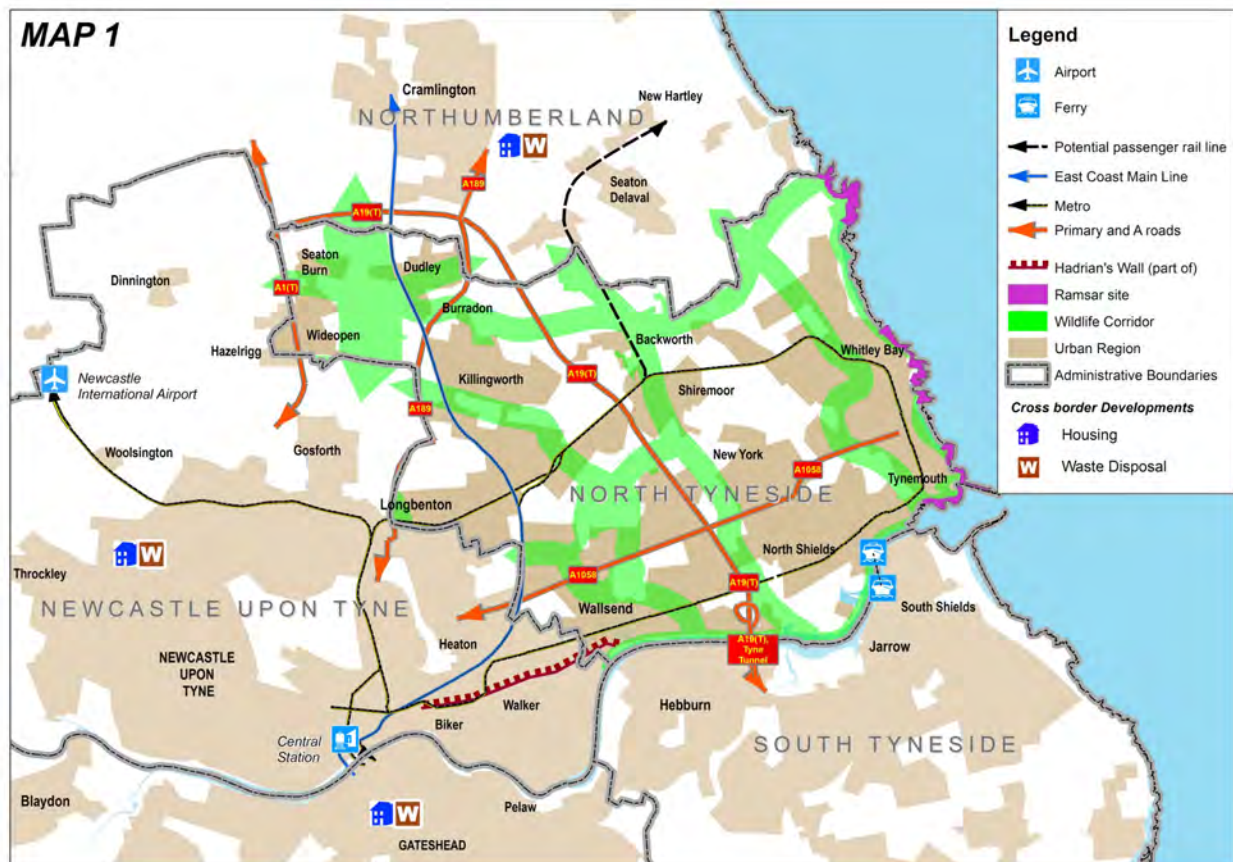 MAP 1
Cramlington
NORTHUMBERLAND
New Hartley
A189
Seaton
Delaval
A19(T)
Seaton
Burn
Dudley
Dinnington
A1(T)
Burradon
Hazelrigg
Wideopen
Backworth
Whitley Bay
Newcastle
International Airport
Killingworth
A19(T)
Shiremoor
A189
Woolsington
Gosforth
New York
A1058
Tynemouth
NORTH TYNESIDE
Longbenton
North Shields
Throckley
A1058
A19(T)
NEWCASTLE UPON TYNE
Wallsend
South Shields
Heaton
A19(T),
Tyne
Tunnel
Jarrow
NEWCASTLE
UPON
TYNE
Walker
Hebburn
Biker
Central
Station
SOUTH TYNESIDE
Blaydon
Pelaw
W
W
W
GATESHEAD
Legend
Airport
Ferry
Potential passenger rail line
East Coast Main Line
Metro
Primary and A roads
Hadrian's Wall (part of)
Ramsar site
Wildlife Corridor
Urban Region
Administrative Boundaries
Cross border Developments
Housing
W
Waste Disposal